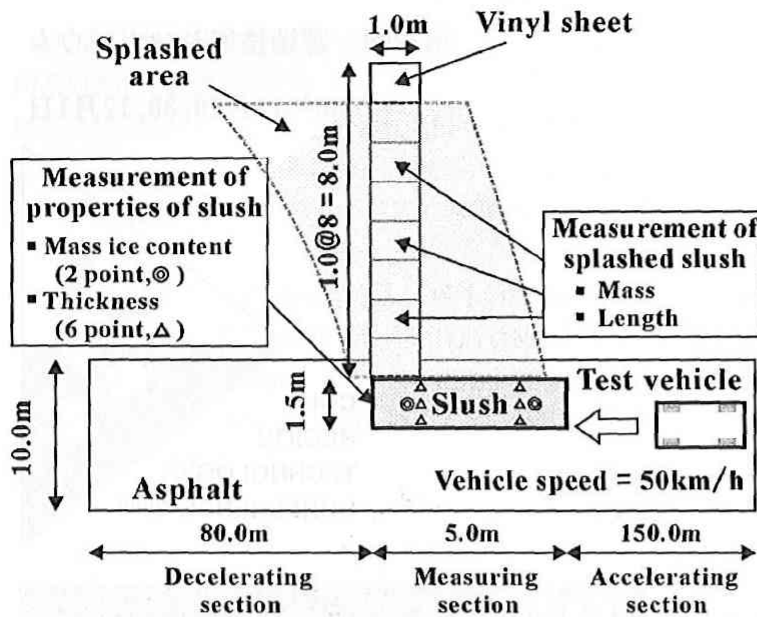 1.0m
Vinyl sheet
Splashed
area
1.0@8 = 8.0m
Measurement of
properties of slush
▪ Mass ice content
(2 point,◎)
▪ Thickness
(6 point,△)
Measurement of
splashed slush
▪ Mass
▪ Length
10.0m
1.5m
Slush
Test vehicle
Asphalt
Vehicle speed = 50km/h
80.0m
5.0m
150.0m
Decelerating
section
Measuring
section
Accelerating
section